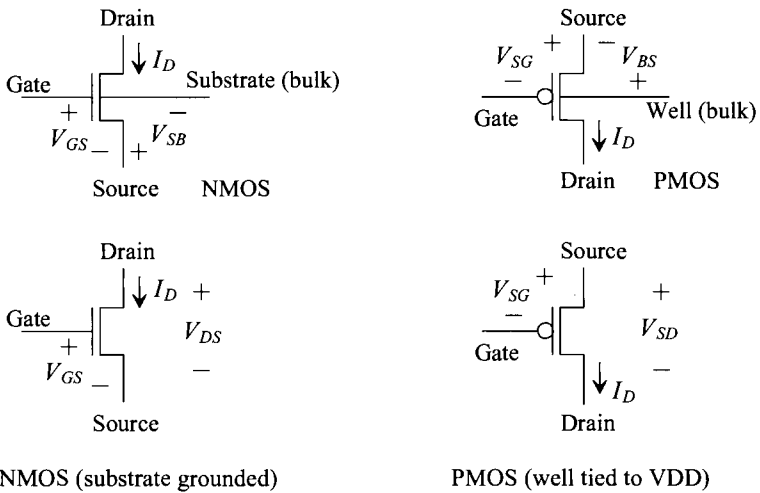 Drain
I_D
Gate
Substrate (bulk)
+
V_GS
−
−
V_SB
+
Source
NMOS
Source
V_SG
+
−
−
V_BS
+
Gate
Well (bulk)
I_D
Drain
PMOS
Drain
I_D
+
Gate
+
V_GS
−
V_DS
−
Source
Source
V_SG
+
−
+
V_SD
−
Gate
I_D
Drain
NMOS (substrate grounded)
PMOS (well tied to VDD)